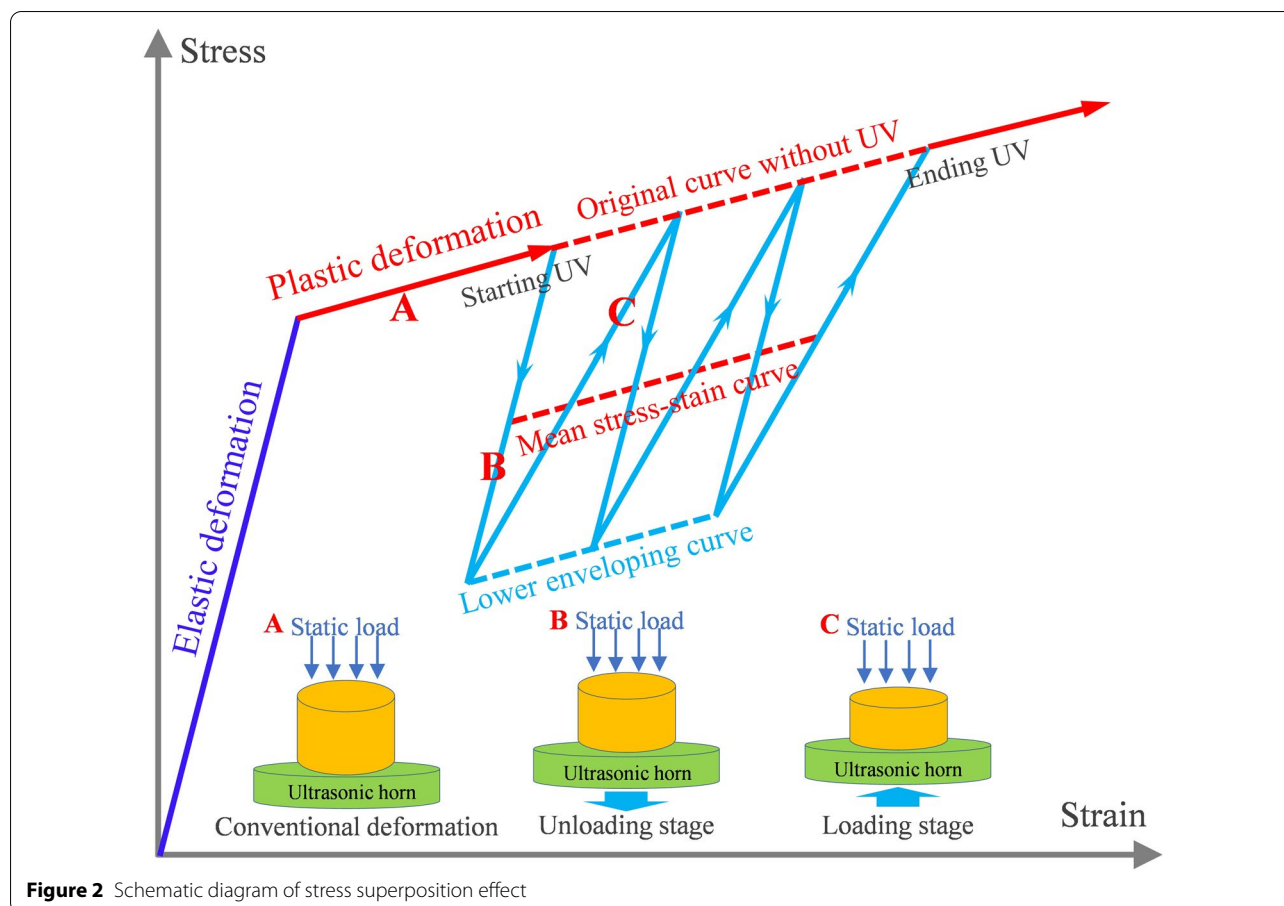 Stress
Original curve without UV
Ending UV
Plastic deformation
Starting UV
A
C
Mean stress-stain curve
B
Lower enveloping curve
Elastic deformation
A Static load
B Static load
C Static load
Ultrasonic horn
Ultrasonic horn
Ultrasonic horn
Conventional deformation
Unloading stage
Loading stage
Strain
Figure 2 Schematic diagram of stress superposition effect